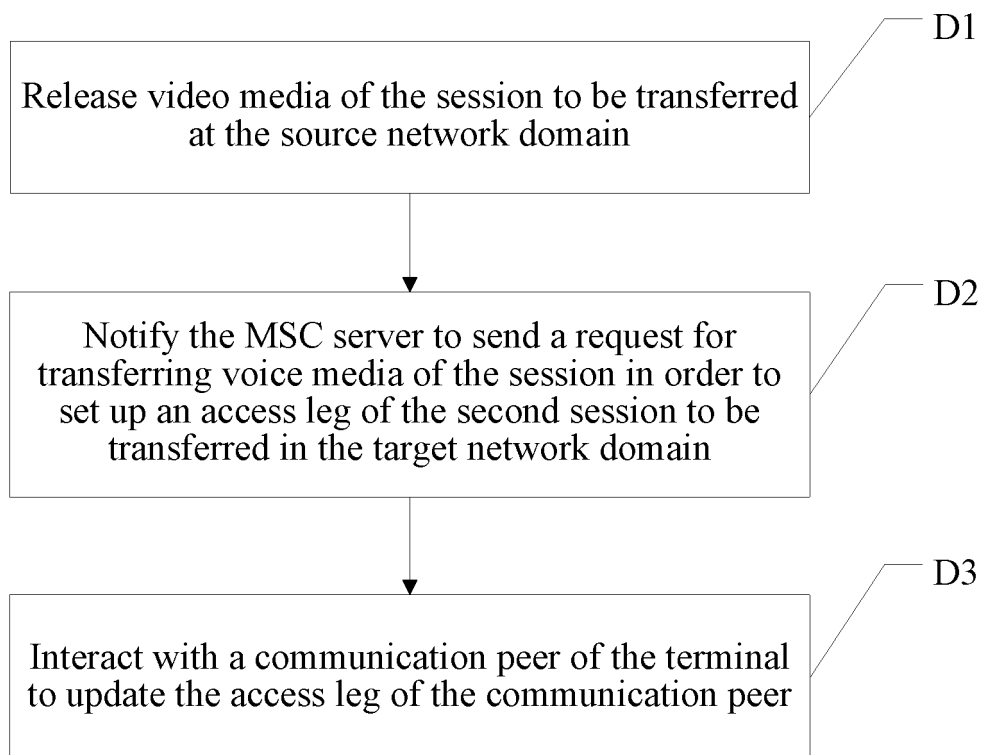 D1
Release video media of the session to be transferred
at the source network domain
D2
Notify the MSC server to send a request for
transferring voice media of the session in order to
set up an access leg of the second session to be
transferred in the target network domain
D3
Interact with a communication peer of the terminal
to update the access leg of the communication peer